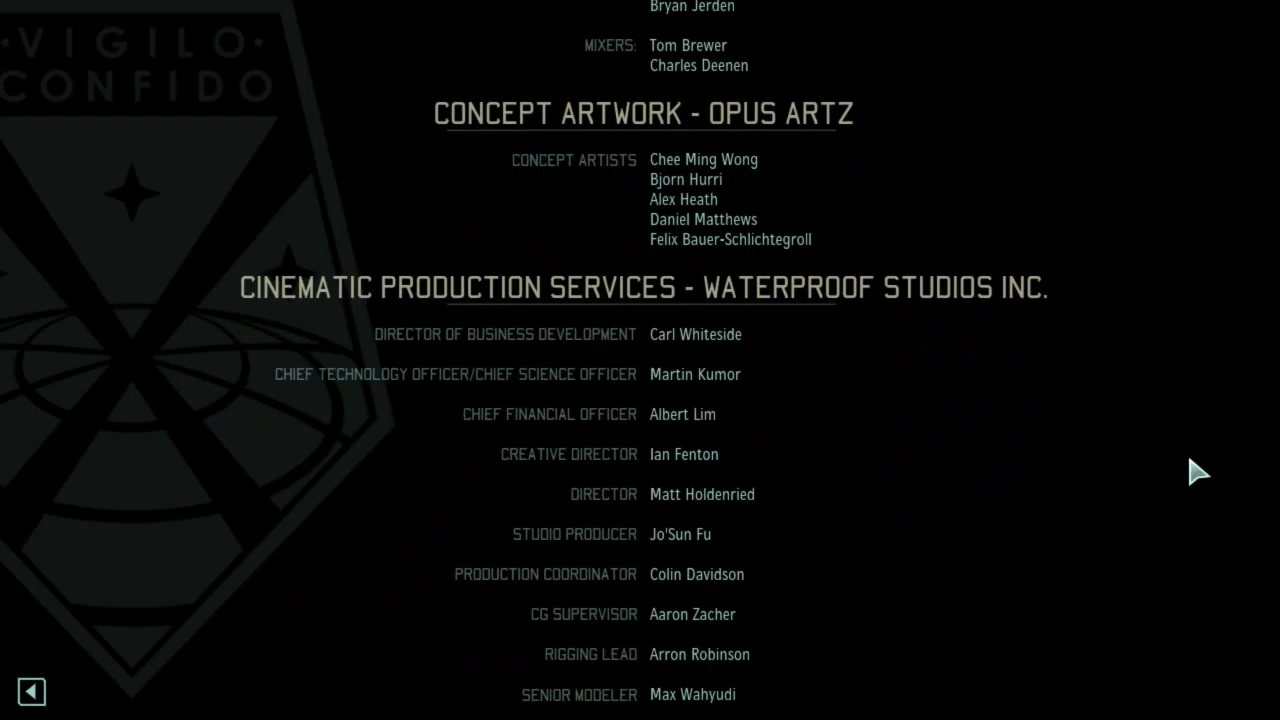 Bryan Jerden
MIXERS: Tom Brewer
Charles Deenen
CONCEPT ARTWORK - OPUS ARTZ
CONCEPT ARTISTS Chee Ming Wong
Bjorn Hurri
Alex Heath
Daniel Matthews
Felix Bauer-Schlichtegroll
CINEMATIC PRODUCTION SERVICES - WATERPROOF STUDIOS INC.
DIRECTOR OF BUSINESS DEVELOPMENT Carl Whiteside
CHIEF TECHNOLOGY OFFICER/CHIEF SCIENCE OFFICER Martin Kumor
CHIEF FINANCIAL OFFICER Albert Lim
CREATIVE DIRECTOR Ian Fenton
DIRECTOR Matt Holdenried
STUDIO PRODUCER Jo'Sun Fu
PRODUCTION COORDINATOR Colin Davidson
CG SUPERVISOR Aaron Zacher
RIGGING LEAD Arron Robinson
SENIOR MODELER Max Wahyudi
·VIGILO·
CONFIDO